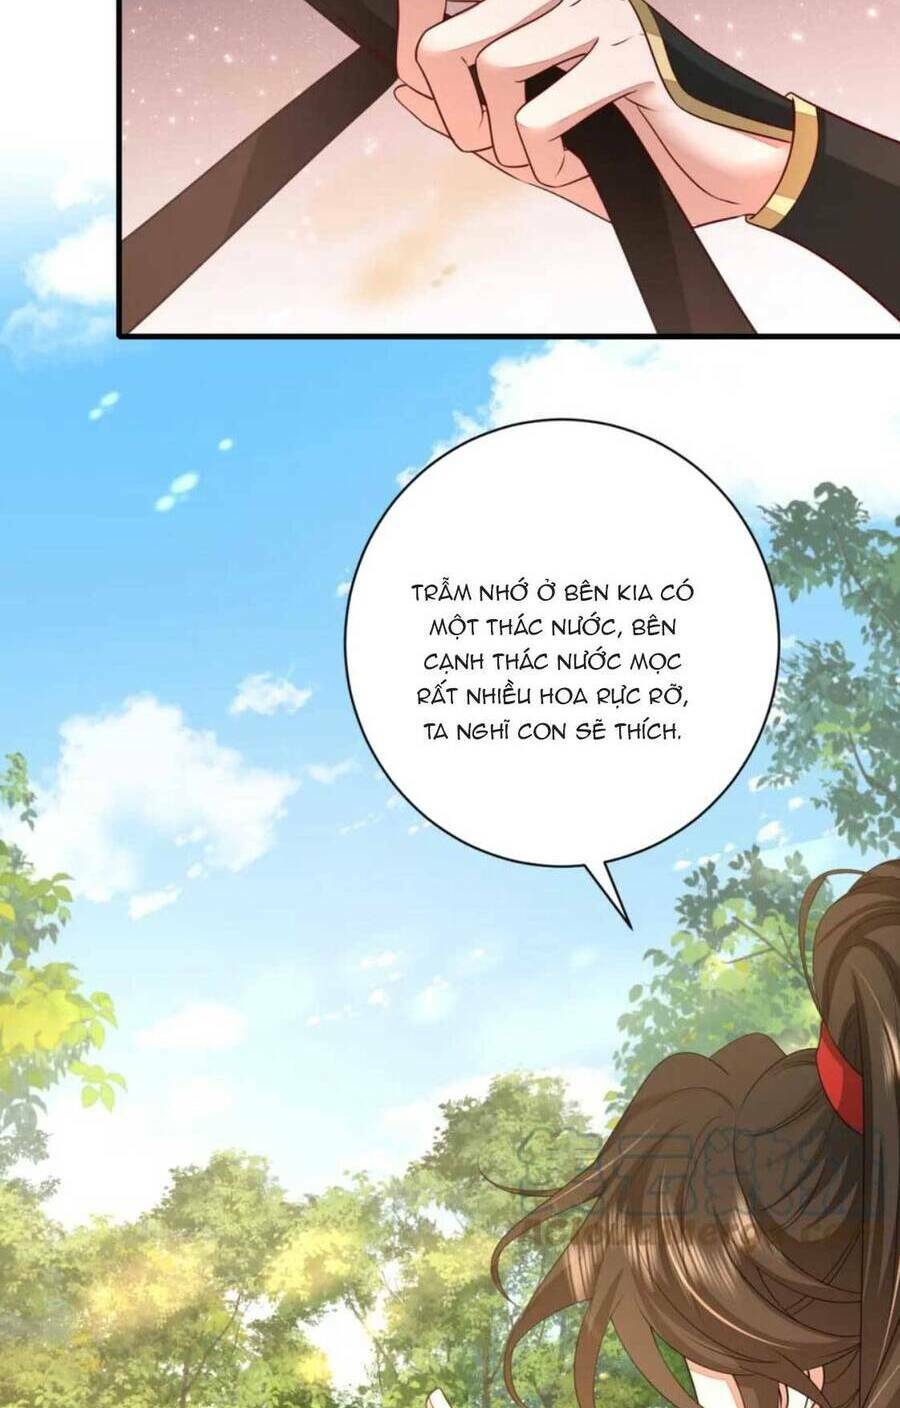 TRẪM NHỚ Ở BÊN KIA CÓ
MỘT THÁC NƯỚC, BÊN
CẠNH THÁC NƯỚC MỌC
RẤT NHIỀU HOA RỰC RỠ,
TA NGHĨ CON SẼ THÍCH.